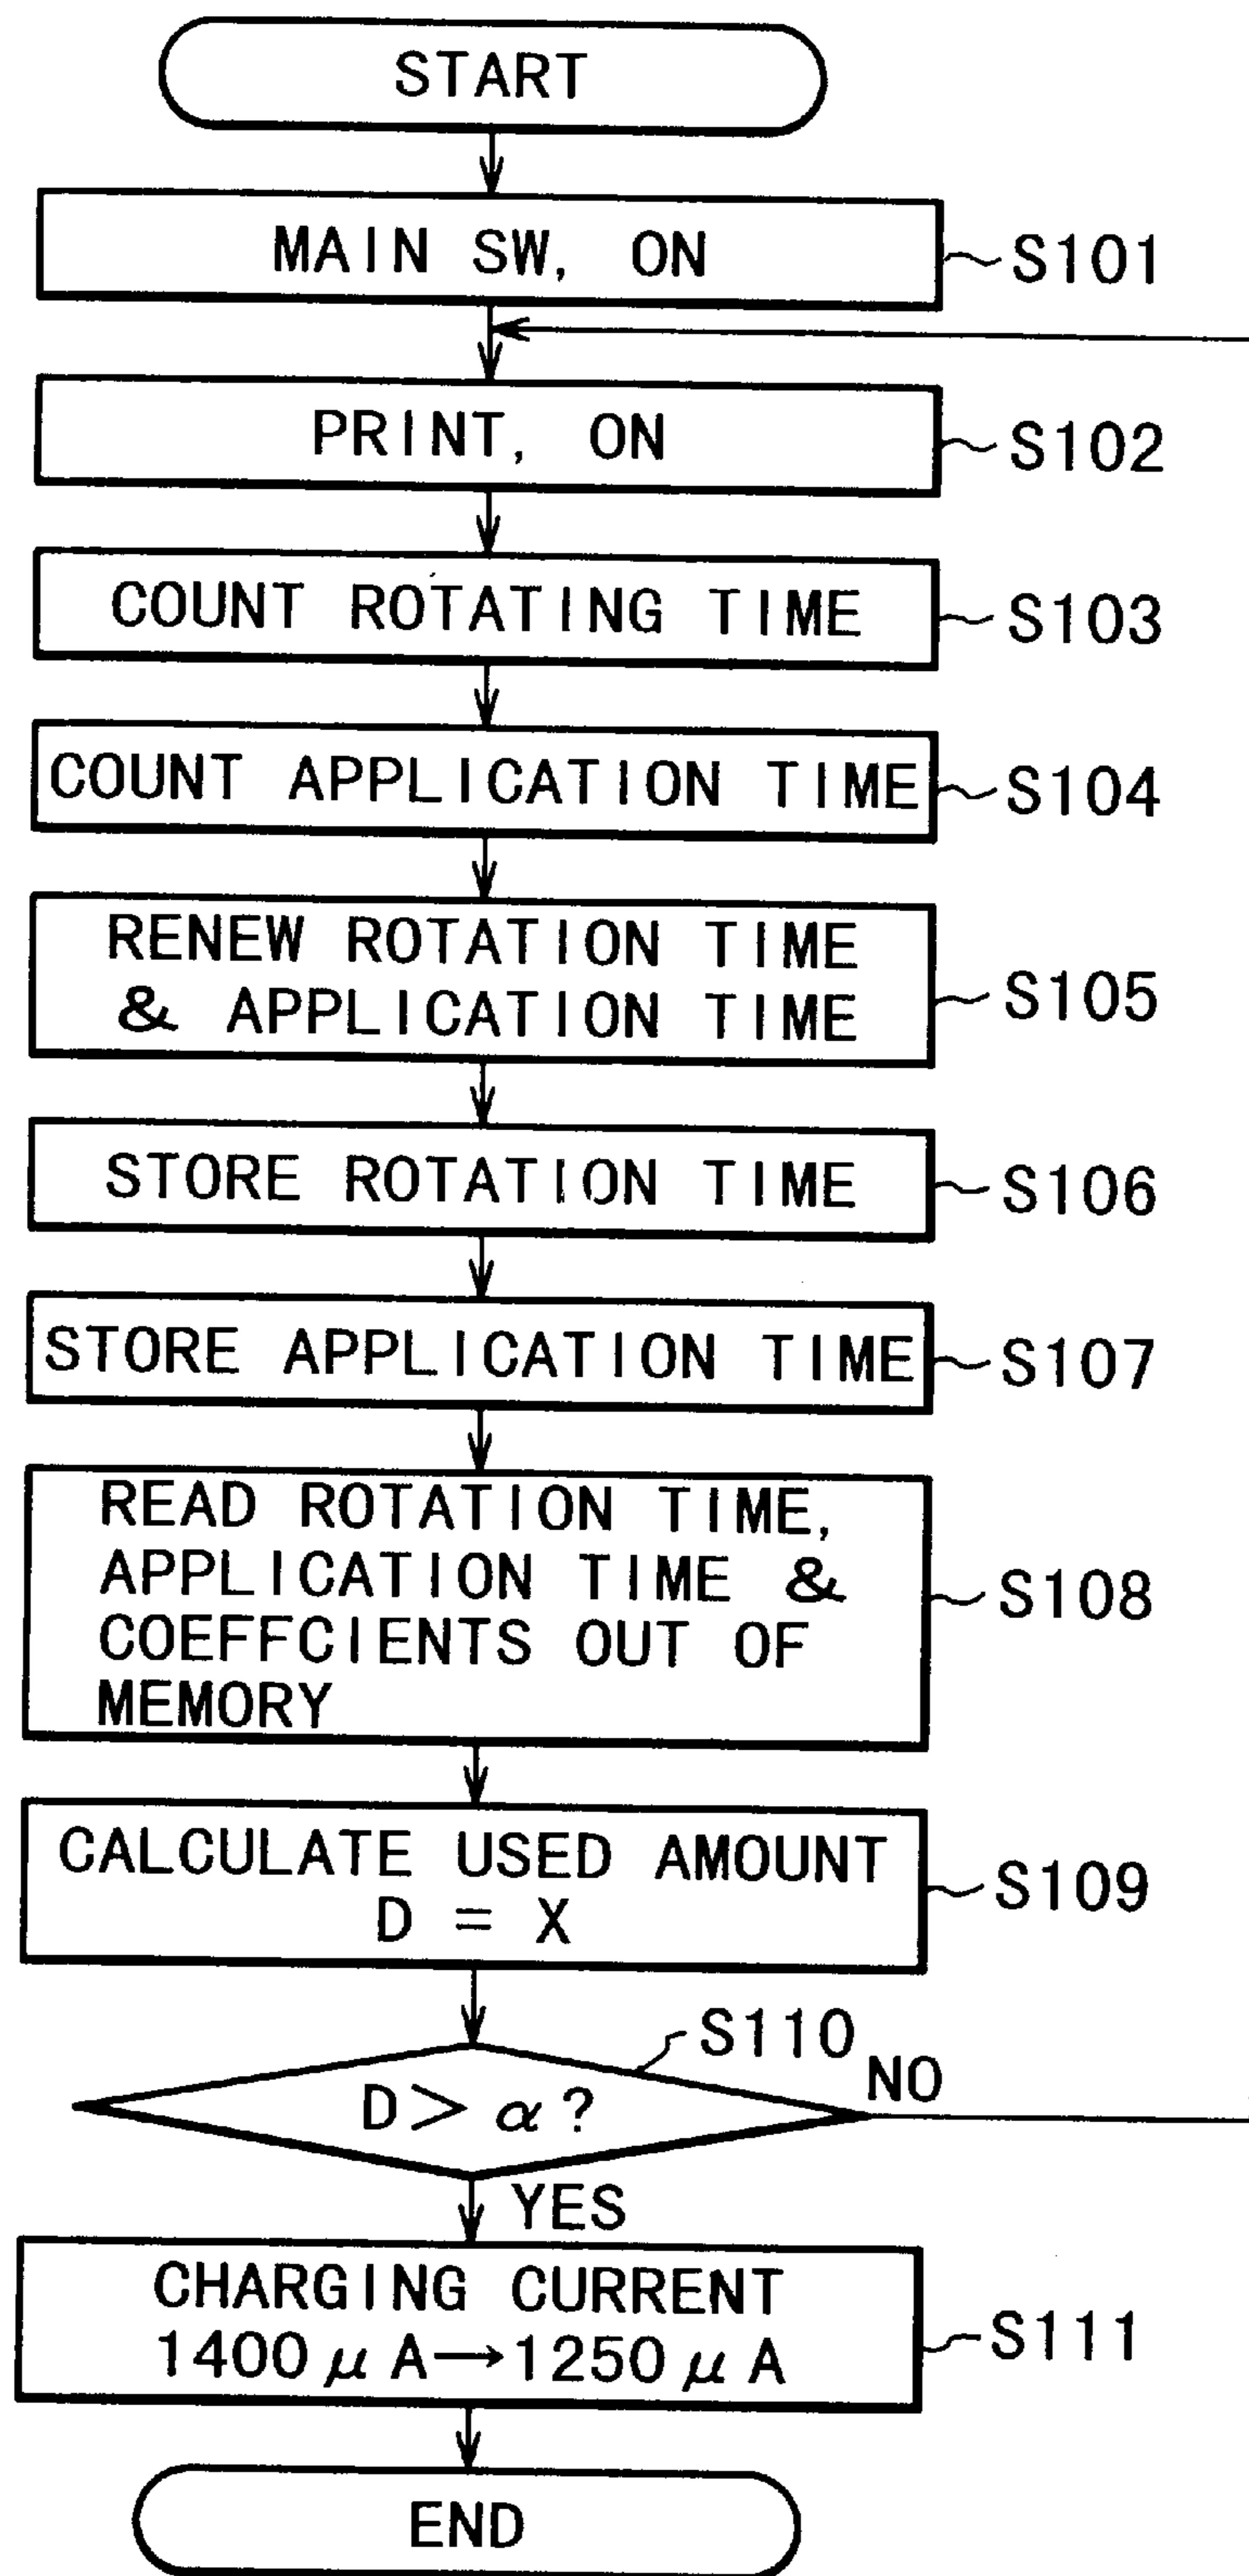 START
MAIN SW, ON
S101
PRINT, ON
S102
COUNT ROTATING TIME
S103
COUNT APPLICATION TIME
S104
RENEW ROTATION TIME
& APPLICATION TIME
S105
STORE ROTATION TIME
S106
STORE APPLICATION TIME
S107
READ ROTATION TIME,
APPLICATION TIME &
COEFFCIENTS OUT OF
MEMORY
S108
CALCULATE USED AMOUNT
D = X
S109
S110
D > α ?
NO
YES
CHARGING CURRENT
1400 μA→1250 μA
S111
END